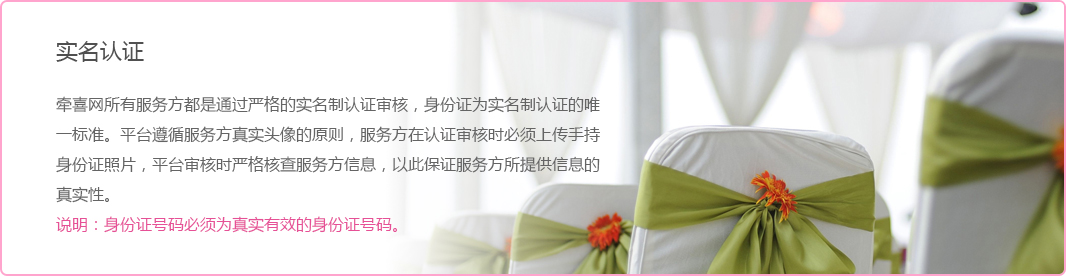 实名认证
牵喜网所有服务方都是通过严格的实名制认证审核，身份证为实名制认证的唯
一标准。平台遵循服务方真实头像的原则，服务方在认证审核时必须上传手持
身份证照片，平台审核时严格核查服务方信息，以此保证服务方所提供信息的
真实性。
说明：身份证号码必须为真实有效的身份证号码。